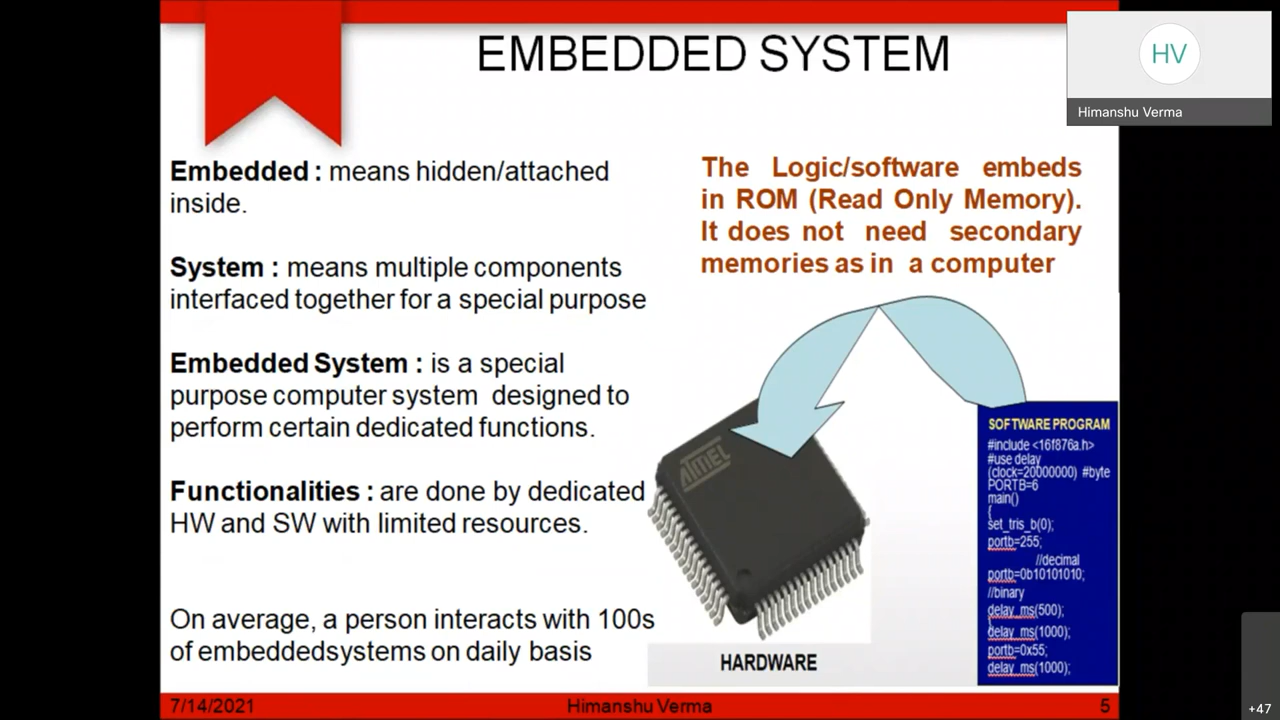 EMBEDDED SYSTEM
HV
Himanshu Verma
Embedded : means hidden/attached
inside.
System : means multiple components
interfaced together for a special purpose
Embedded System : is a special
purpose computer system designed to
perform certain dedicated functions.
Functionalities : are done by dedicated
HW and SW with limited resources.
On average, a person interacts with 100s
of embeddedsystems on daily basis
The Logic/software embeds
in ROM (Read Only Memory).
It does not need secondary
memories as in a computer
ATMEL
HARDWARE
SOFTWARE PROGRAM
#include <16f876a.h>
#use delay
(clock=20000000) #byte
PORTB=6
main()
{
set_tris_b(0);
portb=255;
//decimal
portb=0b10101010;
//binary
delay_ms(500);
delay_ms(1000);
portb=0x55;
delay_ms(1000);
7/14/2021
Himanshu Verma
5
+47